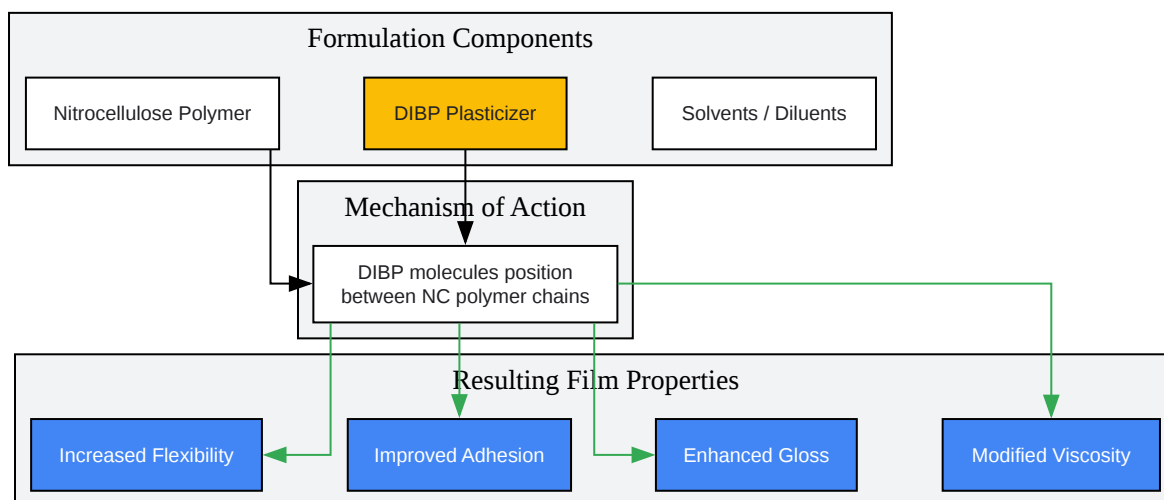 Formulation Components
Nitrocellulose Polymer
DIBP Plasticizer
Solvents / Diluents
Mechanism of Action
DIBP molecules position
between NC polymer chains
Resulting Film Properties
Increased Flexibility
Improved Adhesion
Enhanced Gloss
Modified Viscosity